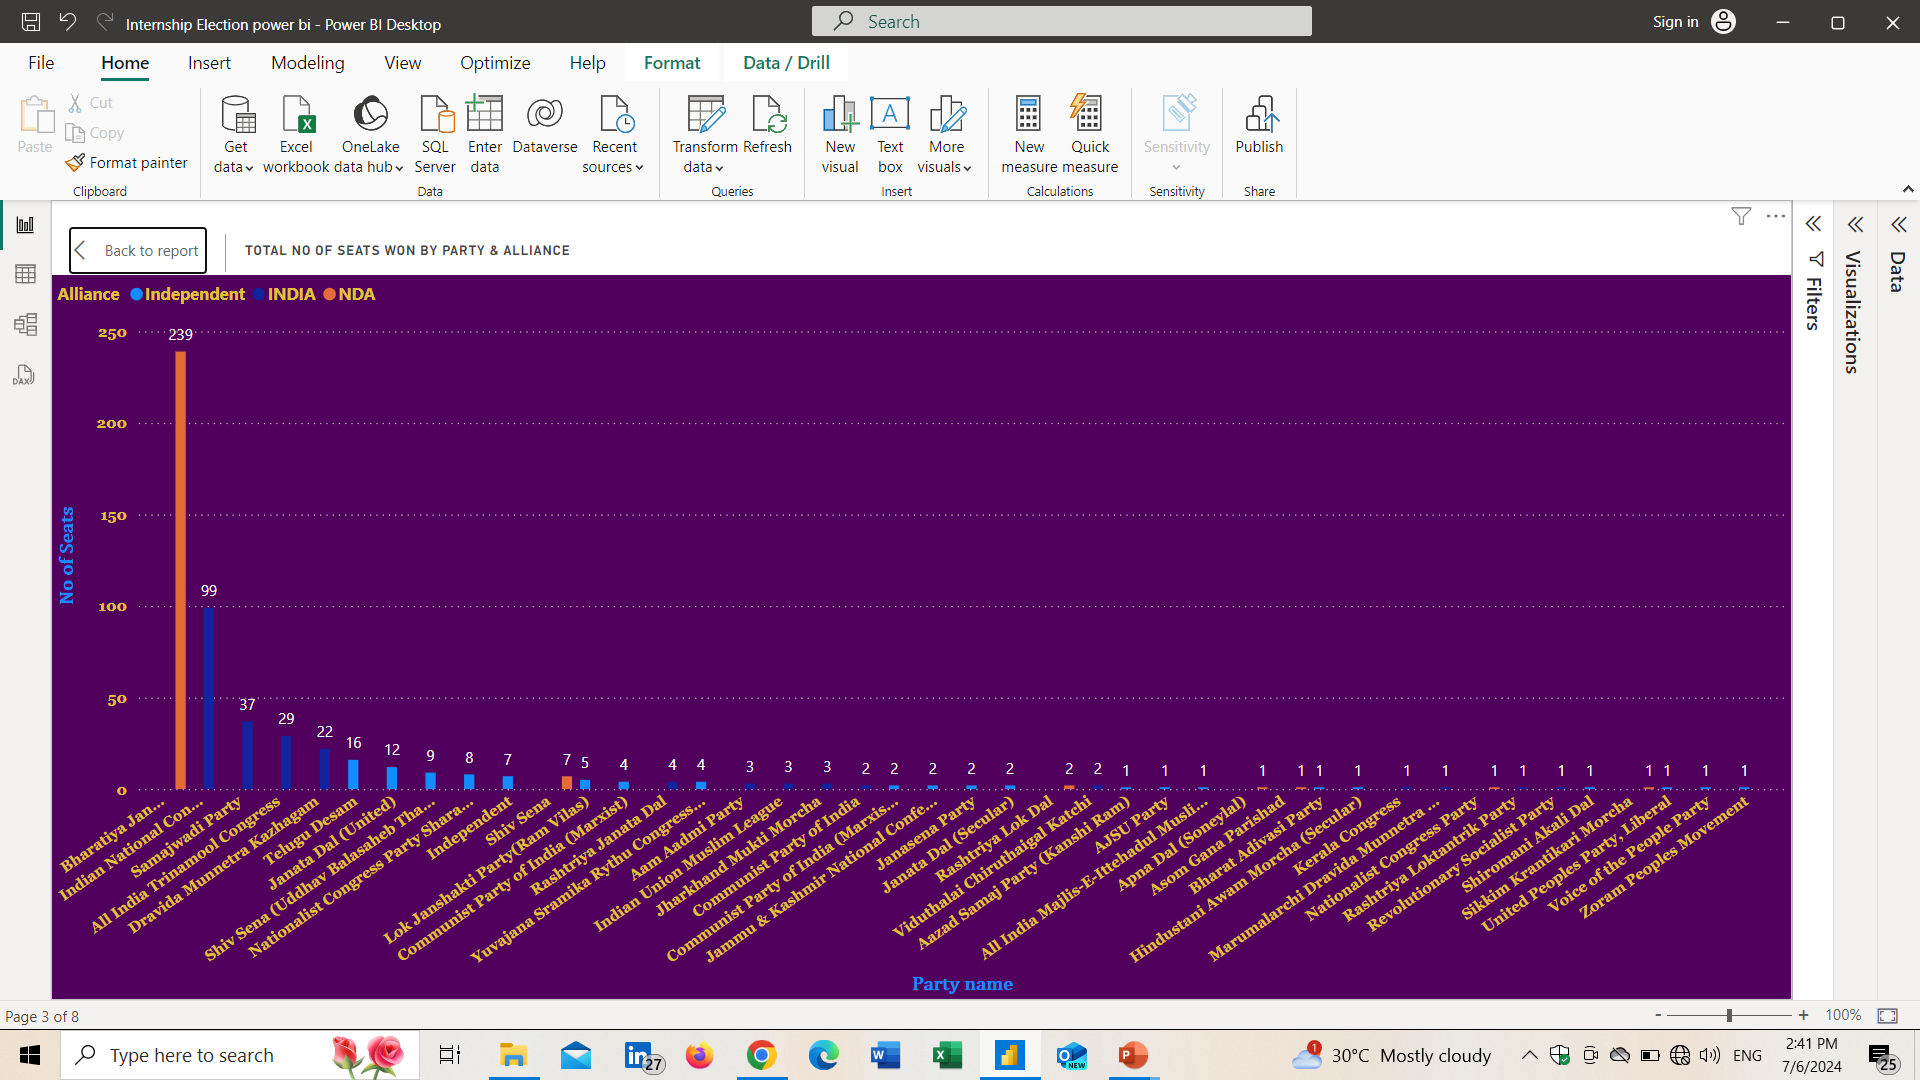 Internship Election power bi - Power BI Desktop
Search
Sign in
File Home Insert Modeling View Optimize Help Format Data / Drill
Paste
Cut
Copy
Format painter
Clipboard
Get data
Excel workbook
OneLake data hub
SQL Server
Enter data
Dataverse
Recent sources
Data
Transform data
Refresh
Queries
New visual
Text box
More visuals
Insert
New measure
Quick measure
Calculations
Sensitivity
Sensitivity
Publish
Share
DAX
Back to report
TOTAL NO OF SEATS WON BY PARTY & ALLIANCE
Filters
Visualizations
Data
Alliance Independent INDIA NDA
No of Seats
250
200
150
100
50
0
239 99 37 29 22 16 12 9 8 7 7 5 4 4 4 3 3 3 2 2 2 2 2 2 2 1 1 1 1 1 1 1 1 1 1 1 1 1 1 1 1 1
Bharatiya Jan...
Indian National Con...
Samajwadi Party
All India Trinamool Congress
Dravida Munnetra Kazhagam
Telugu Desam
Janata Dal (United)
Shiv Sena (Uddhav Balasaheb Tha...
Nationalist Congress Party Shara...
Independent
Shiv Sena
Lok Janshakti Party(Ram Vilas)
Communist Party of India (Marxist)
Rashtriya Janata Dal
Yuvajana Sramika Rythu Congress...
Aam Aadmi Party
Indian Union Muslim League
Jharkhand Mukti Morcha
Communist Party of India
Communist Party of India (Marxis...
Jammu & Kashmir National Confe...
Janasena Party
Janata Dal (Secular)
Rashtriya Lok Dal
Viduthalai Chiruthaigal Katchi
Aazad Samaj Party (Kanshi Ram)
AJSU Party
All India Majlis-E-Ittehadul Musli...
Apna Dal (Soneylal)
Asom Gana Parishad
Bharat Adivasi Party
Hindustani Awam Morcha (Secular)
Kerala Congress
Marumalarchi Dravida Munnetra ...
Nationalist Congress Party
Rashtriya Loktantrik Party
Revolutionary Socialist Party
Shiromani Akali Dal
Sikkim Krantikari Morcha
United Peoples Party, Liberal
Voice of the People Party
Zoram Peoples Movement
Party name
Page 3 of 8
- + 100%
Type here to search
27
NEW
1
30°C Mostly cloudy
ENG
2:41 PM
7/6/2024
25